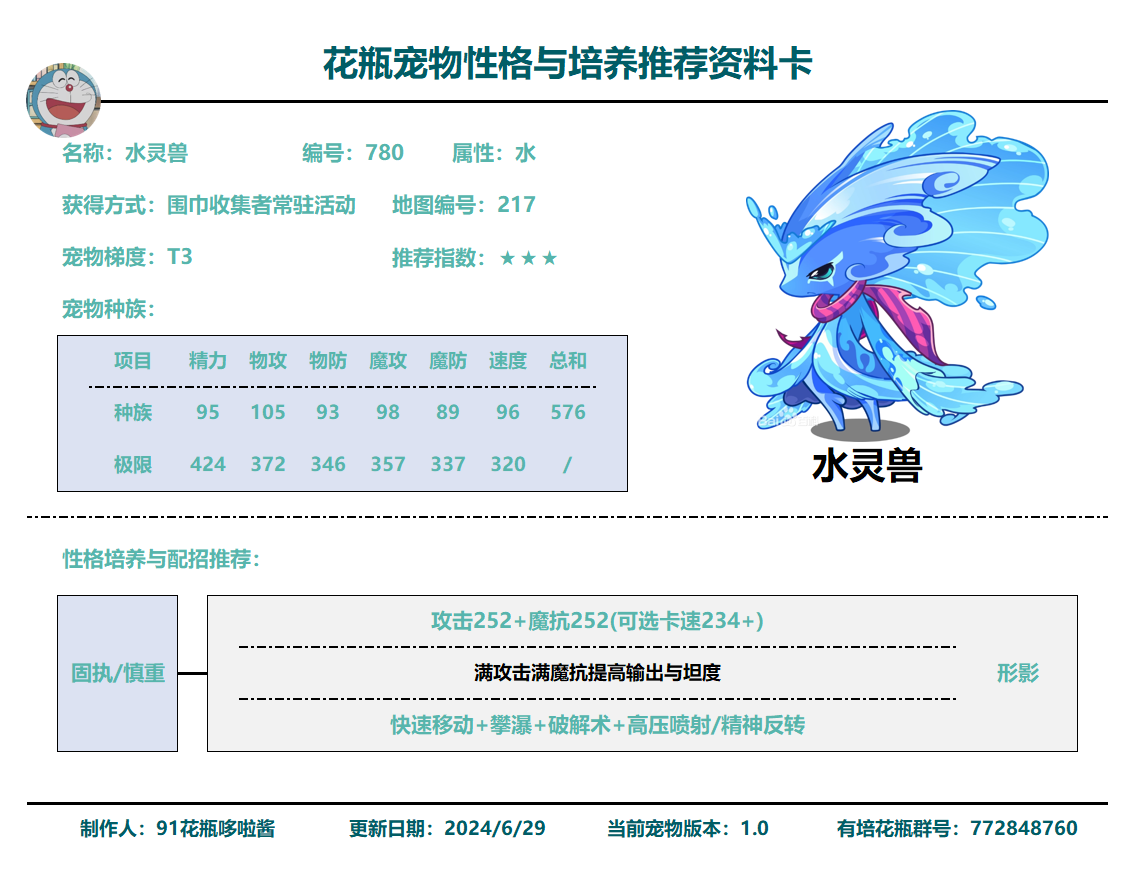 花瓶宠物性格与培养推荐资料卡
名称：水灵兽 编号：780 属性：水
获得方式：围巾收集者常驻活动 地图编号：217
宠物梯度：T3 推荐指数：★★★
宠物种族：
项目 精力 物攻 物防 魔攻 魔防 速度 总和
种族 95 105 93 98 89 96 576
极限 424 372 346 357 337 320 /
水灵兽
性格培养与配招推荐：
攻击252+魔抗252(可选卡速234+)
固执/慎重 满攻击满魔抗提高输出与坦度 形影
快速移动+攀瀑+破解术+高压喷射/精神反转
制作人：91花瓶哆啦酱 更新日期：2024/6/29 当前宠物版本：1.0 有培花瓶群号：772848760